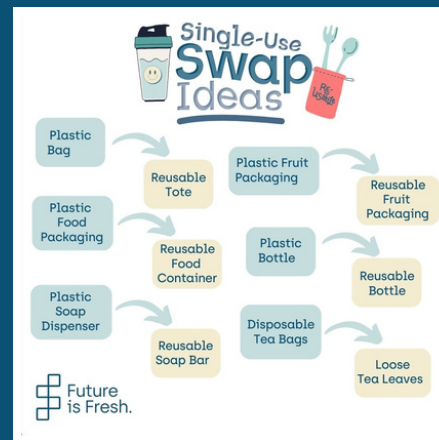 Single-Use
Swap
Ideas
Plastic
Bag
Reusable
Tote
Plastic
Food
Packaging
Reusable
Food
Container
Plastic
Soap
Dispenser
Reusable
Soap Bar
Plastic Fruit
Packaging
Reusable
Fruit
Packaging
Plastic
Bottle
Reusable
Bottle
Disposable
Tea Bags
Loose
Tea Leaves
Future
is Fresh.